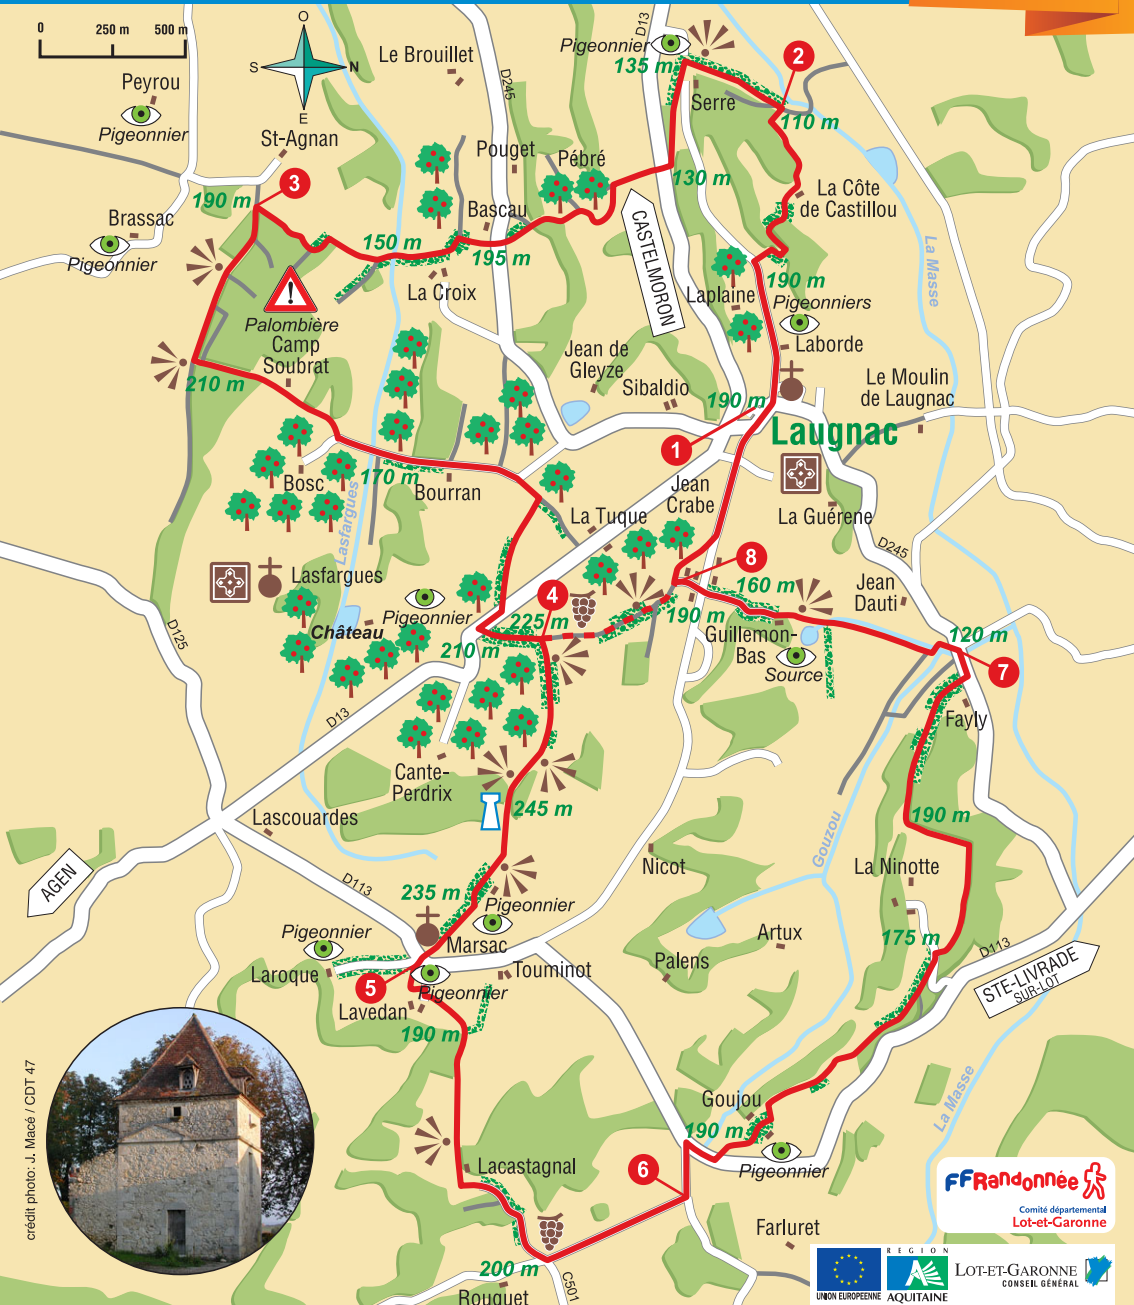 0 250 m 500 m
O
S N
E
Le Brouillet
D245
D13
Pigeonnier
135 m
2
Peyrou
Pigeonnier
Serre
110 m
St-Agnan
Pouget
Pébré
130 m
190 m
3
La Côte
de Castillou
Brassac
Pigeonnier
Bascau
150 m
195 m
CASTELMORON
La Masse
La Croix
190 m
Laplaine
Pigeonniers
!
Palombière
Camp
Soubrat
Laborde
Jean de
Gleyze
Sibaldio
210 m
Le Moulin
de Laugnac
190 m
1
Laugnac
Bosc
170 m
Bourran
Jean
Crabe
Lasfargues
La Tuque
La Guérene
D245
8
Lasfargues
160 m
Jean
Dauti
4
Pigeonnier
225 m
190 m
Château
D125
210 m
Guillemon-
Bas
Source
120 m
7
Fayly
D13
Cante-
Perdrix
245 m
190 m
Lascouardes
Gouzou
Nicot
La Ninotte
AGEN
D113
235 m
Pigeonnier
Pigeonnier
Marsac
Artux
175 m
D113
Laroque
Touminot
Palens
STE-LIVRADE
SUR-LOT
5
Pigeonnier
Lavedan
190 m
crédit photo: J. Macé / CDT 47
Goujou
190 m
La Masse
Lacastagnal
6
Pigeonnier
FFRandonnée
Comité départemental
Lot-et-Garonne
Farluret
200 m
C501
Rouquet
UNION EUROPEENNE
REGION
AQUITAINE
LOT-ET-GARONNE
CONSEIL GÉNÉRAL